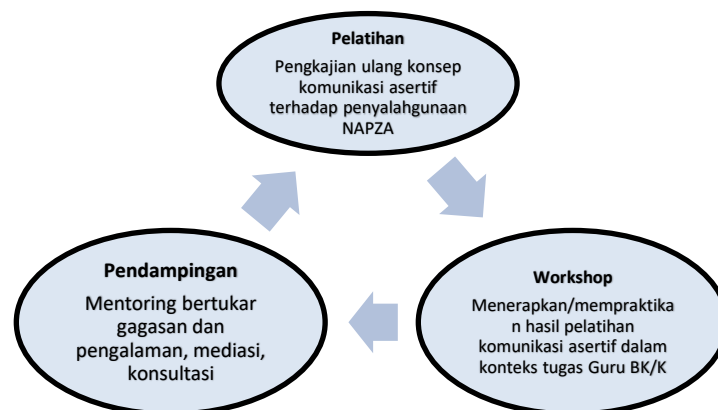 Pelatihan
Pengkajian ulang konsep
komunikasi asertif
terhadap penyalahgunaan
NAPZA
Pendampingan
Mentoring bertukar
gagasan dan
pengalaman, mediasi,
konsultasi
Workshop
Menerapkan/mempraktika
n hasil pelatihan
komunikasi asertif dalam
konteks tugas Guru BK/K